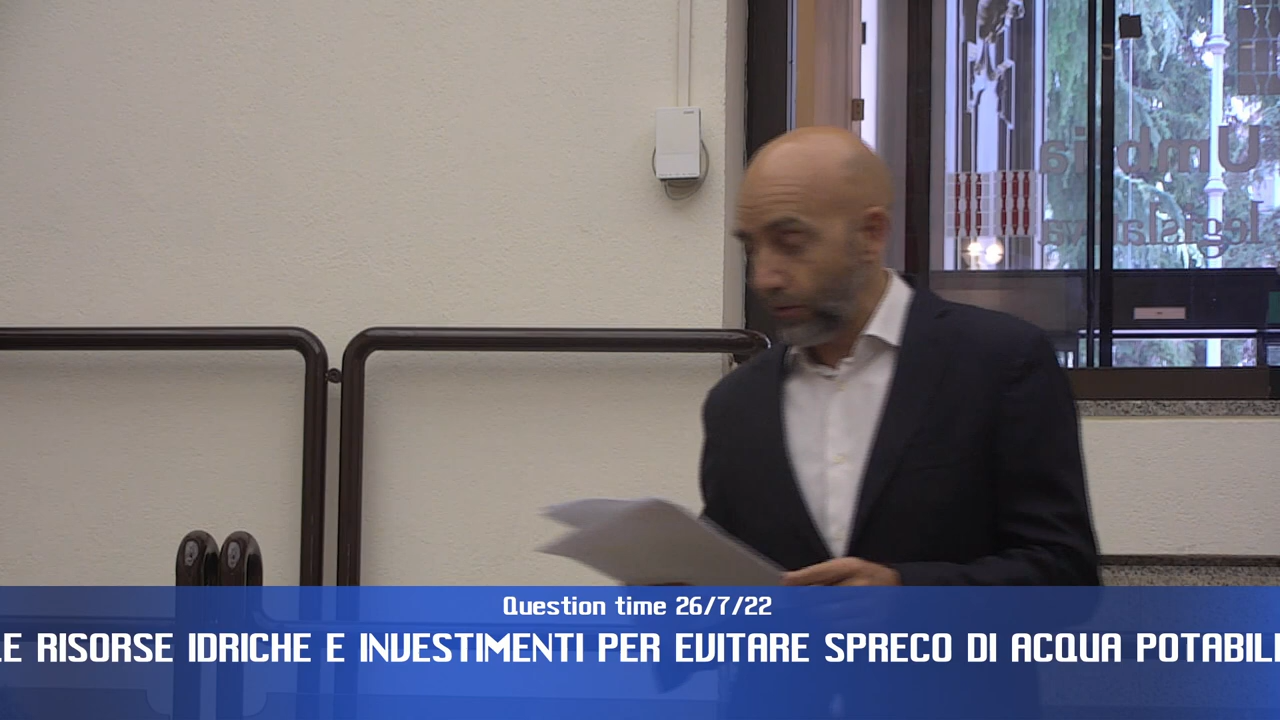 Umbria
legislativa
Question time 26/7/22
LE RISORSE IDRICHE E INVESTIMENTI PER EVITARE SPRECO DI ACQUA POTABILE